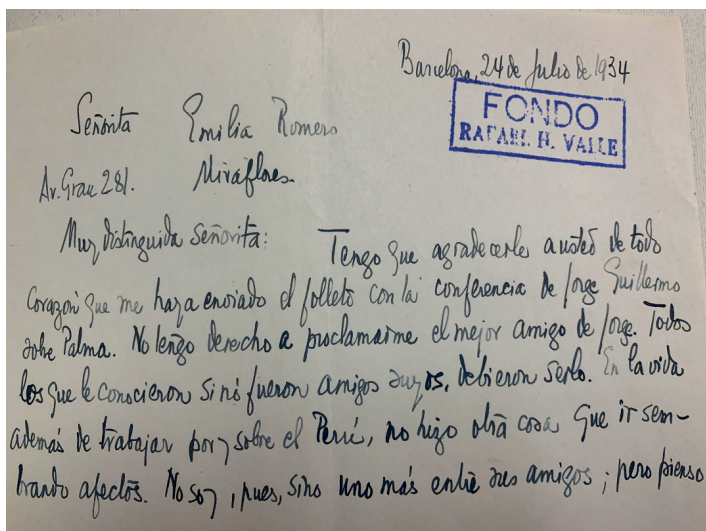 Barcelona, 24 de Julio de 1934
FONDO
RAFAEL H. VALLE
Señorita Emilia Romero
Av. Grau 281. Miraflores.
Muy distinguida Señorita: Tengo que agradecerle a usted de todo
corazón que me haya enviado el folleto con la conferencia de Jorge Guillermo
sobre Palma. No tengo derecho a proclamarme el mejor amigo de Jorge. Todos
los que le conocieron si nó fueron amigos suyos, debieron serlo. En la vida
además de trabajar por y sobre el Perú, no hizo otra cosa que ir sem-
brando afectos. No soy, pues, sino uno más entre sus amigos; pero pienso